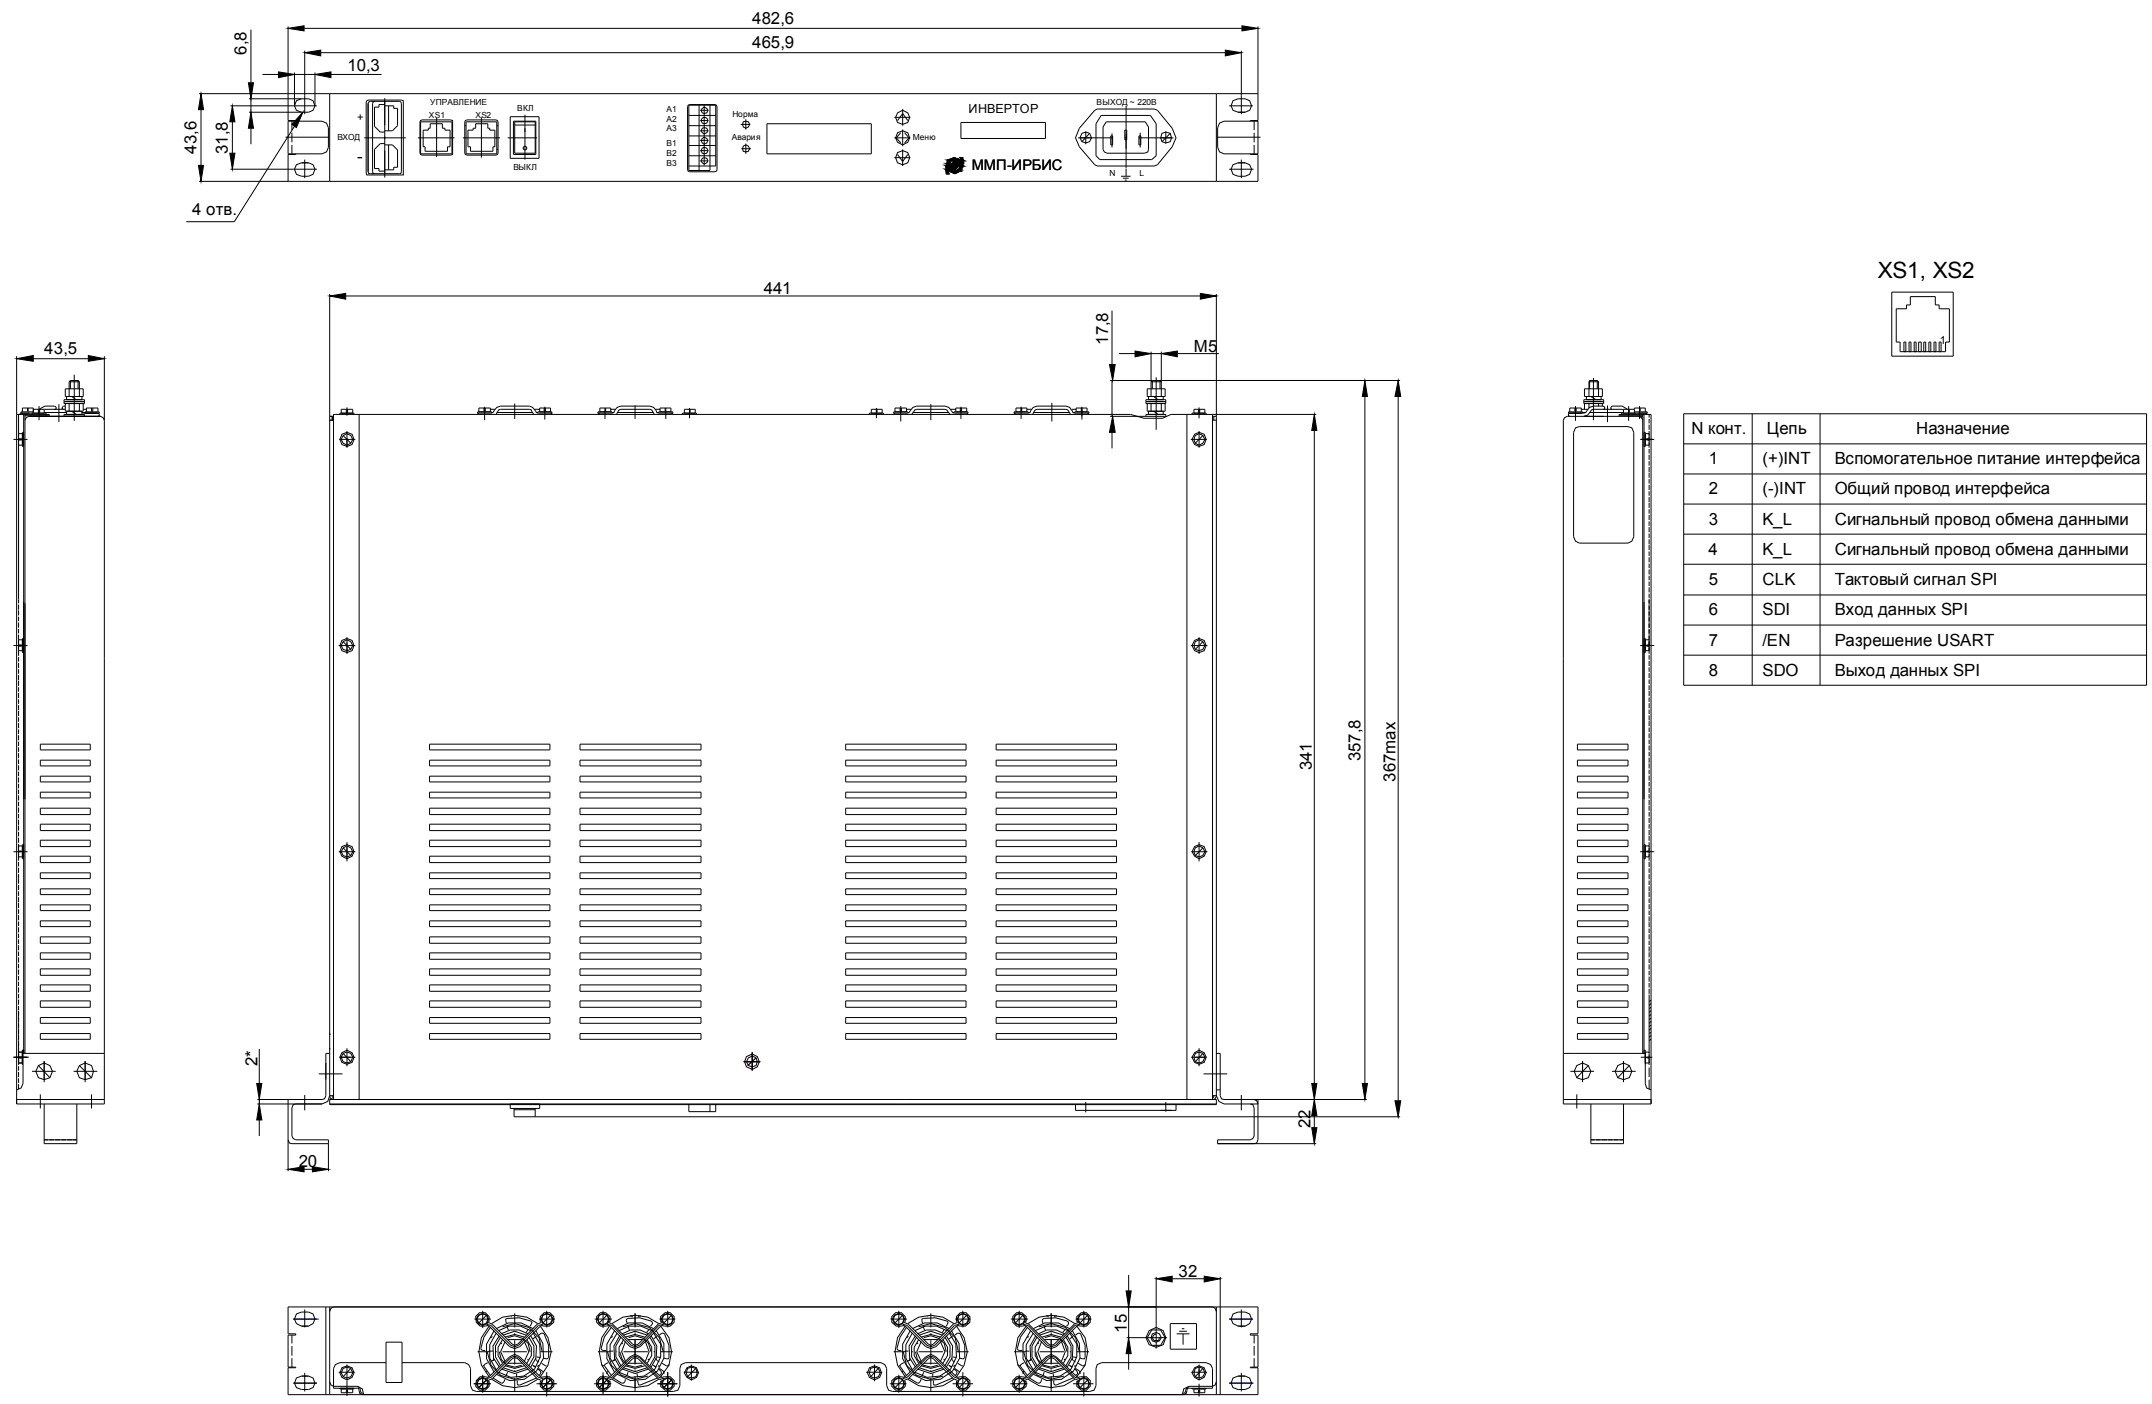 482,6
465,9
6,8
10,3
43,6
31,8
4 отв.
УПРАВЛЕНИЕ
XS1 XS2
ВКЛ
ВЫКЛ
+
ВХОД
-
A1
A2
A3
B1
B2
B3
Норма
Авария
Меню
ИНВЕРТОР
ММП-ИРБИС
ВЫХОД ~ 220В
N L
441
17,8
M5
43,5
341
357,8
367max
22
2*
20
XS1, XS2
1
N конт. Цепь Назначение
1 (+)INT Вспомогательное питание интерфейса
2 (-)INT Общий провод интерфейса
3 K_L Сигнальный провод обмена данными
4 K_L Сигнальный провод обмена данными
5 CLK Тактовый сигнал SPI
6 SDI Вход данных SPI
7 /EN Разрешение USART
8 SDO Выход данных SPI
32
15